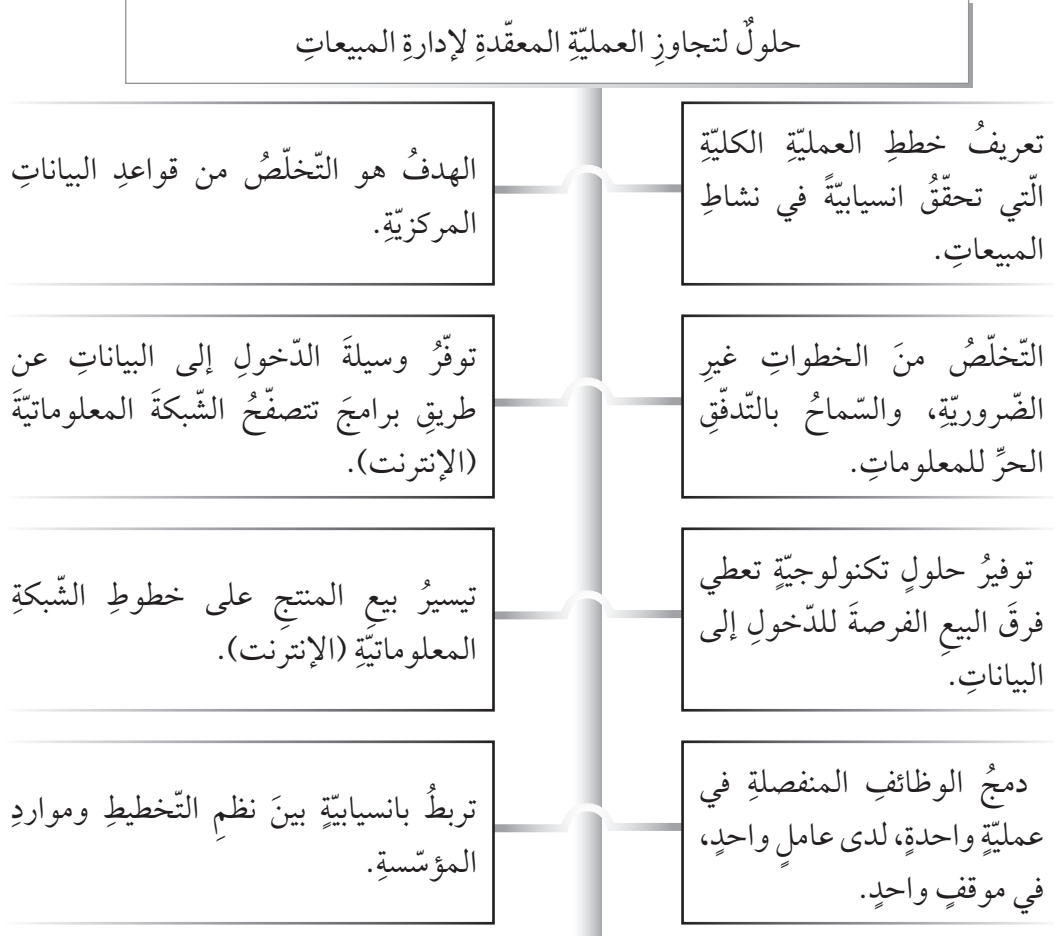 حلولٌ لتجاوزِ العمليّةِ المعقّدةِ لإدارةِ المبيعاتِ
تعريفُ خططِ العمليّةِ الكليّةِ
الّتي تحقّقُ انسيابيّةً في نشاطِ
المبيعاتِ.
الهدفُ هو التّخلّصُ من قواعدِ البياناتِ
المركزيّةِ.
التّخلّصُ منَ الخطواتِ غيرِ
الضّروريّةِ، والسّماحُ بالتّدفّقِ
الحرِّ للمعلوماتِ.
توفّرُ وسيلةَ الدّخولِ إلى البياناتِ عن
طريقِ برامجَ تتصفّحُ الشّبكةَ المعلوماتيّةَ
(الإنترنت).
توفيرُ حلولٍ تكنولوجيّةٍ تعطي
فرقَ البيعِ الفرصةَ للدّخولِ إلى
البياناتِ.
تيسيرُ بيعِ المنتجِ على خطوطِ الشّبكةِ
المعلوماتيّةِ (الإنترنت).
دمجُ الوظائفِ المنفصلةِ في
عمليّةٍ واحدةٍ، لدى عاملٍ واحدٍ،
في موقفٍ واحدٍ.
تربطُ بانسيابيّةٍ بينَ نظمِ التّخطيطِ ومواردِ
المؤسّسةِ.